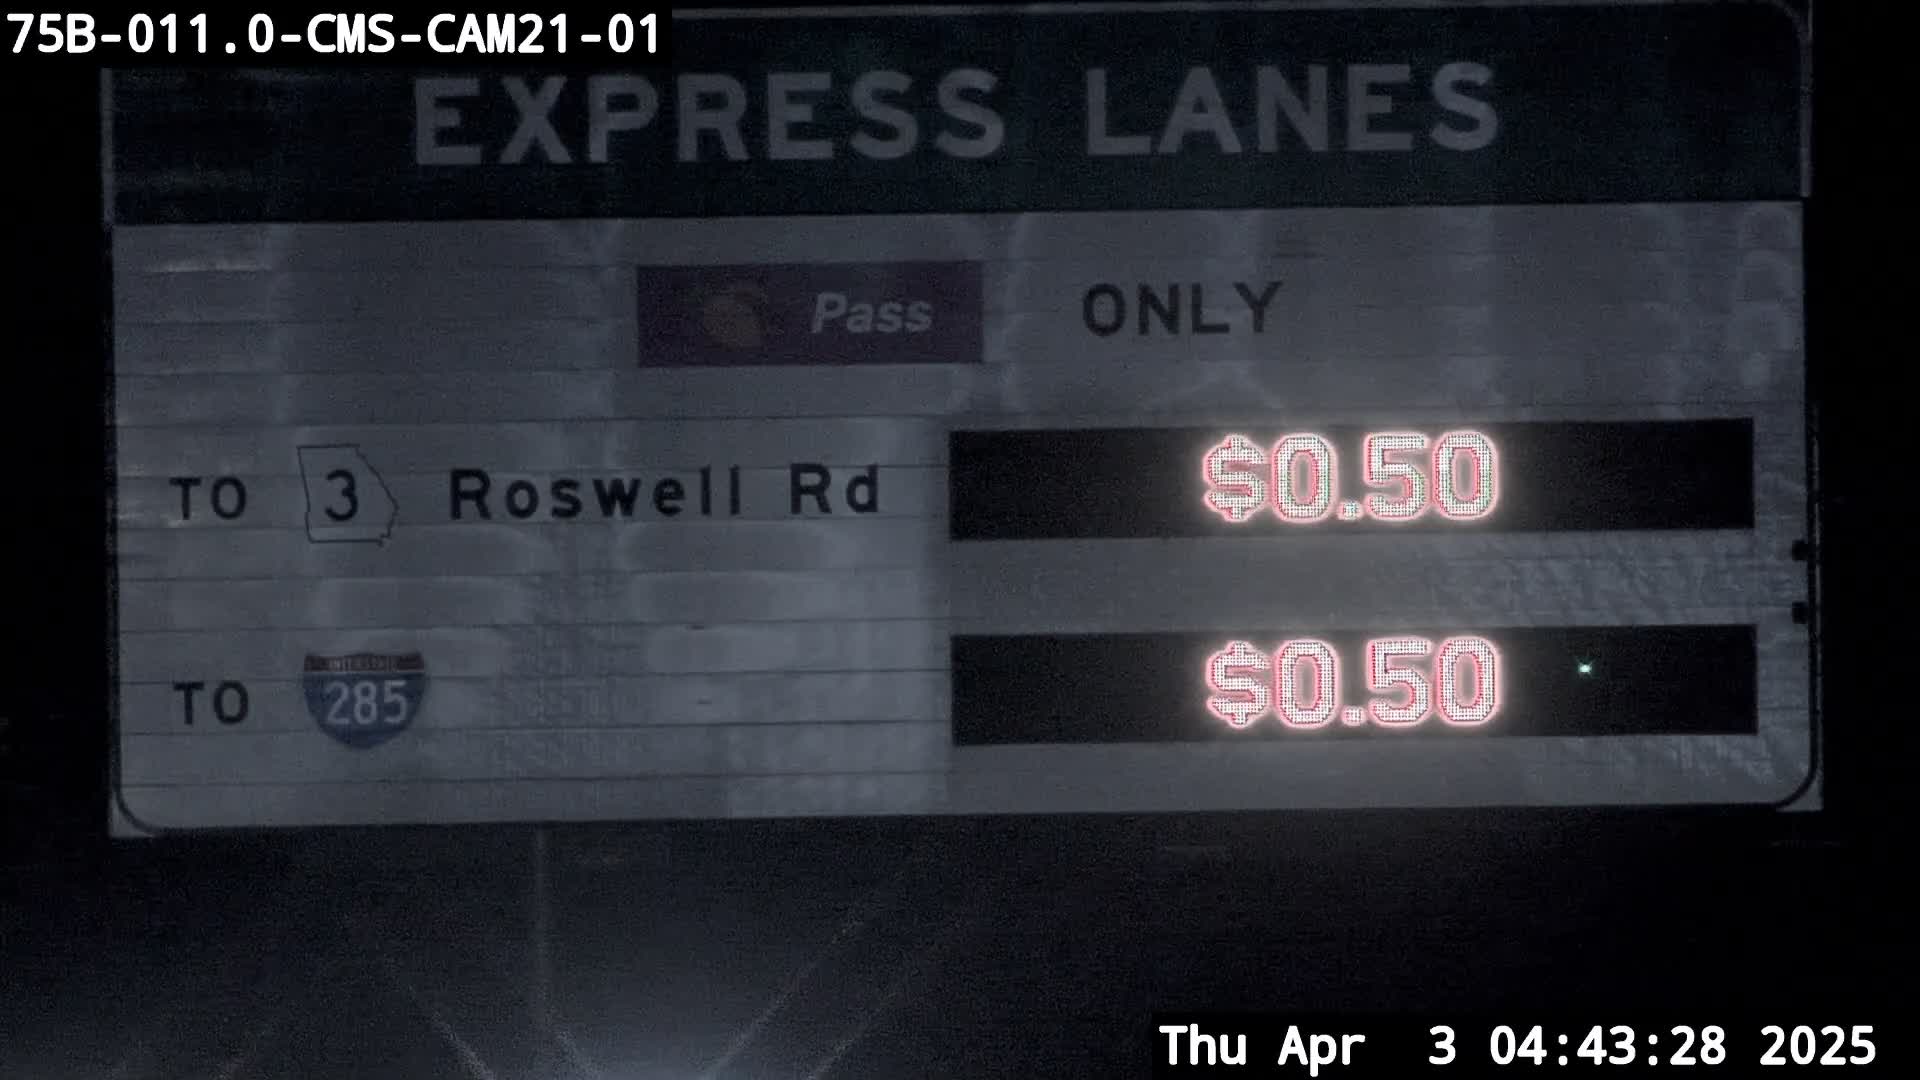 75B-011.0-CMS-CAM21-01
EXPRESS LANES
Pass ONLY
TO 3 Roswell Rd $0.50
INTERSTATE
TO 285 $0.50
Thu Apr 3 04:43:28 2025